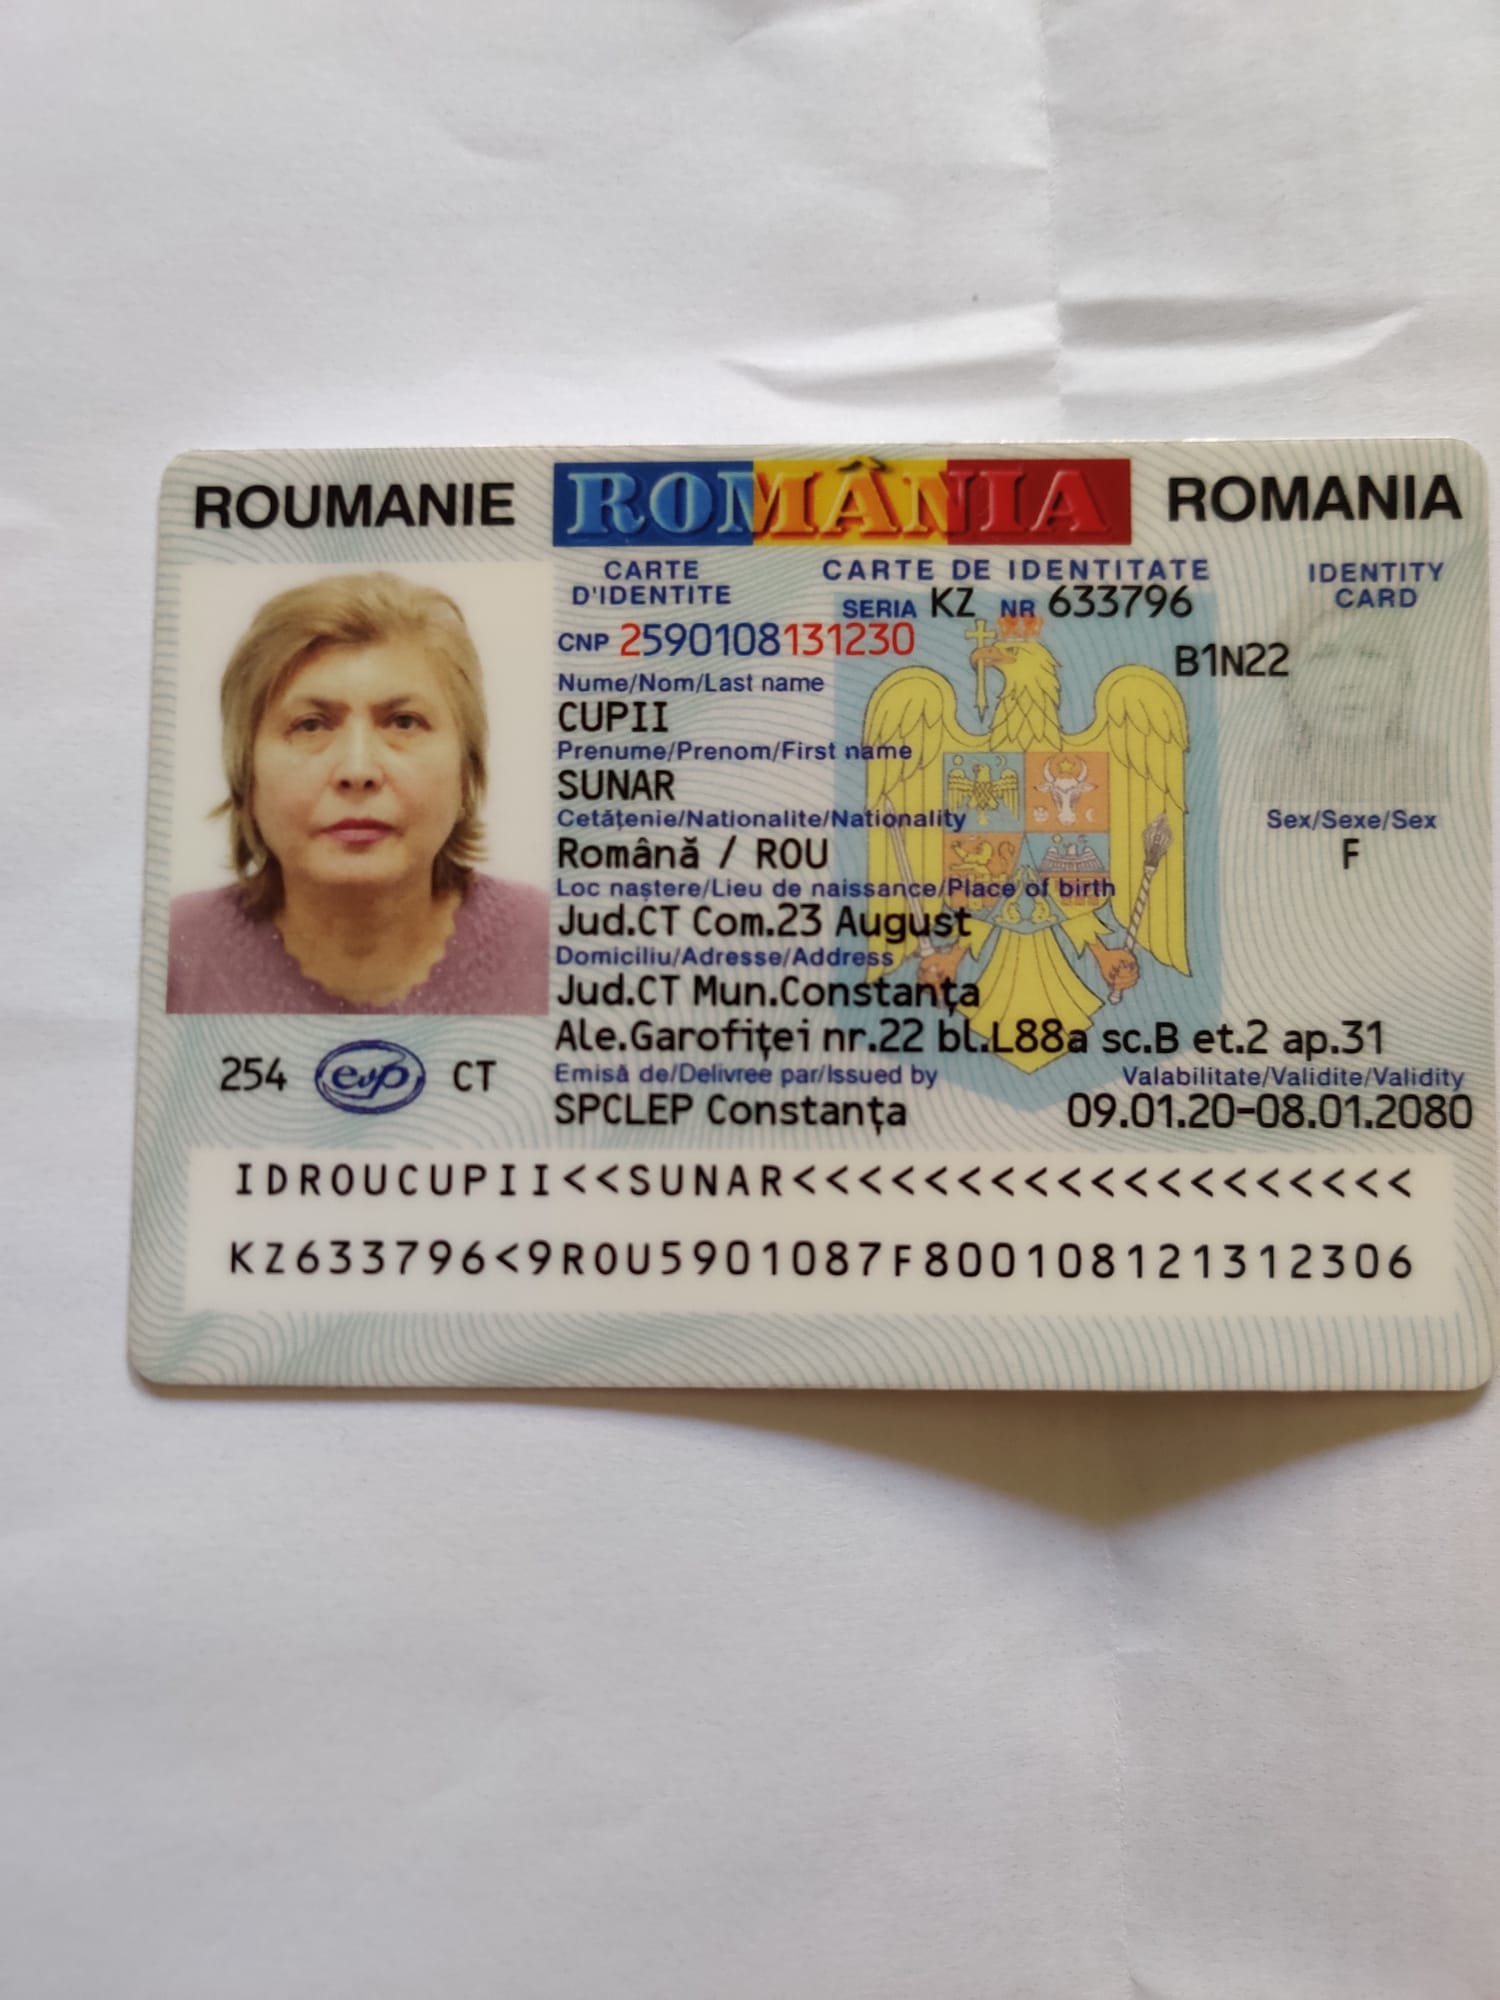 ROUMANIE ROMÂNIA ROMANIA
CARTE D'IDENTITE CARTE DE IDENTITATE IDENTITY CARD
SERIA KZ NR 633796
CNP 2590108131230
B1N22
Nume/Nom/Last name
CUPII
Prenume/Prenom/First name
SUNAR
Cetățenie/Nationalite/Nationality
Română / ROU
Sex/Sexe/Sex
F
Loc naștere/Lieu de naissance/Place of birth
Jud.CT Com.23 August
Domiciliu/Adresse/Address
Jud.CT Mun.Constanța
Ale.Garofiței nr.22 bl.L88a sc.B et.2 ap.31
Emisă de/Delivree par/Issued by Valabilitate/Validite/Validity
SPCLEP Constanța 09.01.20-08.01.2080
254 evp CT
IDROUCUPII<<SUNAR<<<<<<<<<<<<<<<<<<<
KZ633796<9ROU5901087F800108121312306